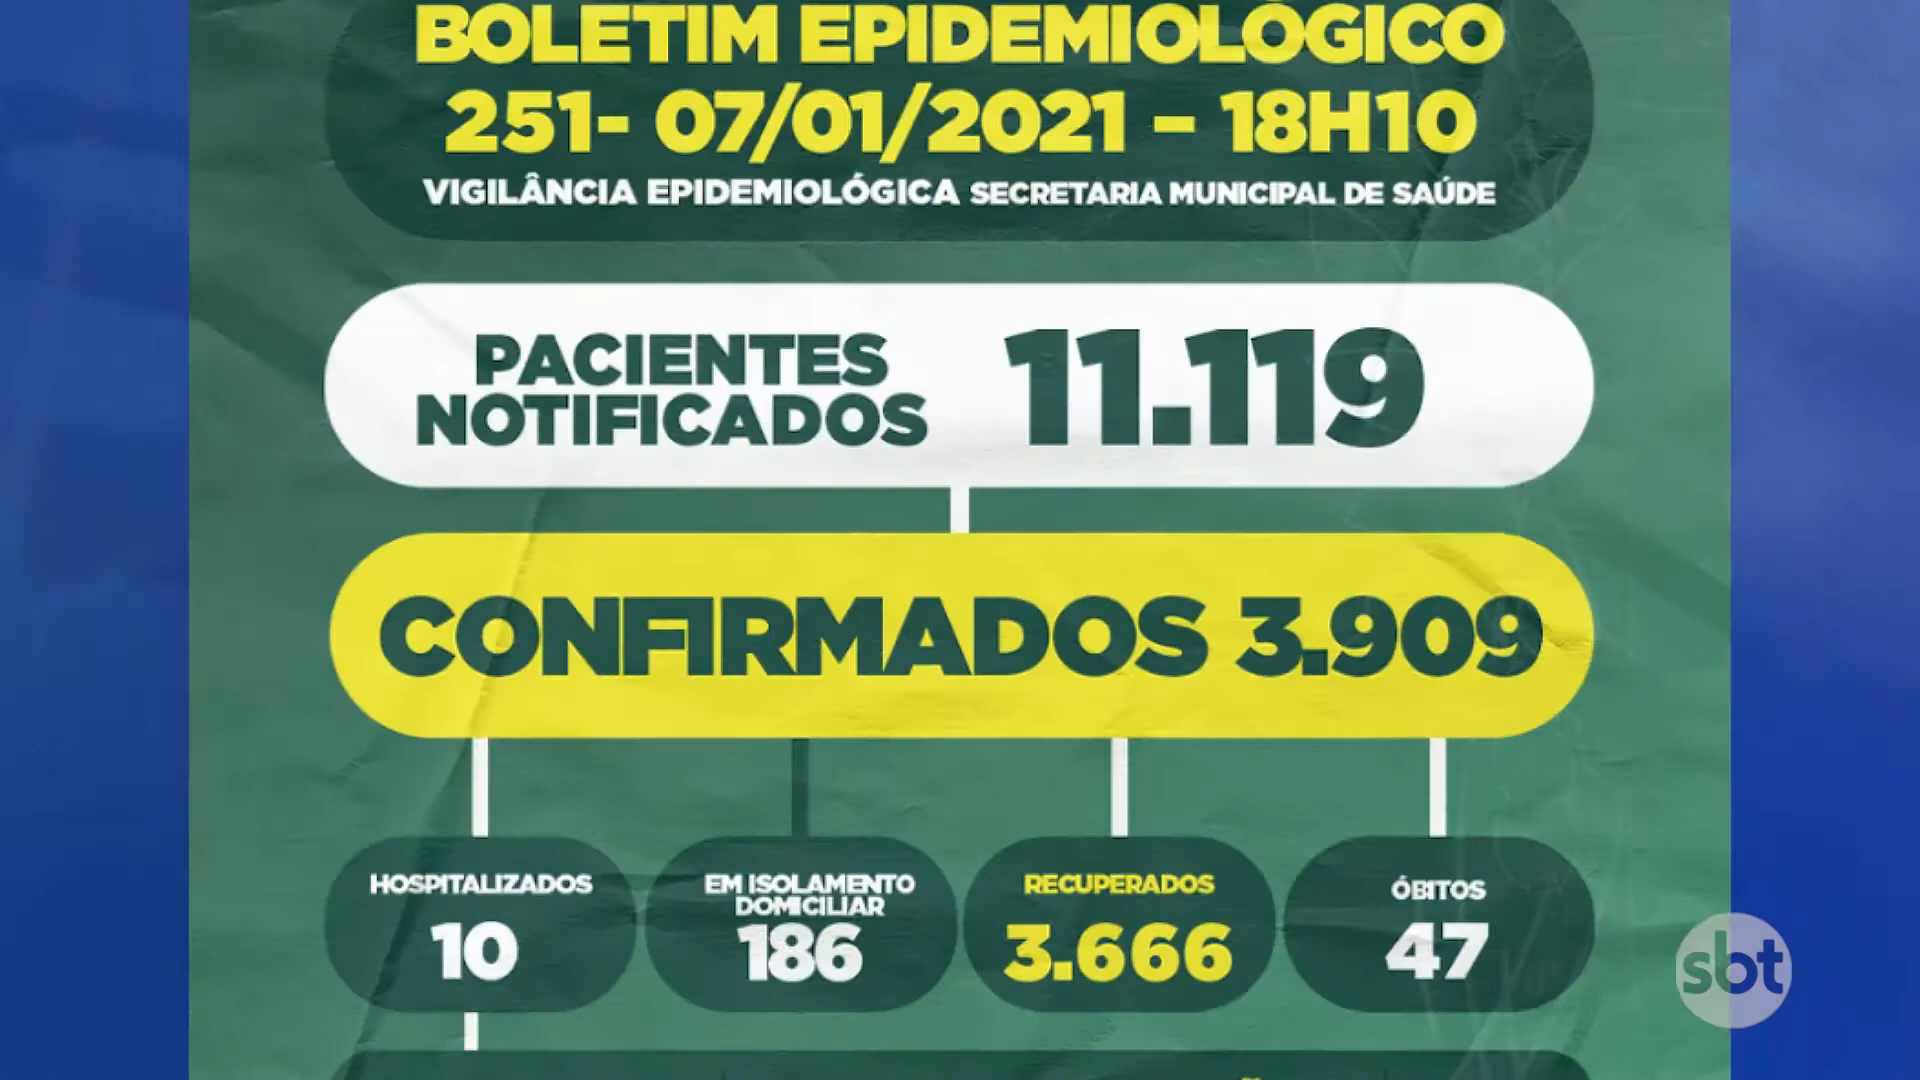 BOLETIM EPIDEMIOLÓGICO
251- 07/01/2021 - 18H10
VIGILÂNCIA EPIDEMIOLÓGICA SECRETARIA MUNICIPAL DE SAÚDE
PACIENTES
NOTIFICADOS
11.119
CONFIRMADOS 3.909
HOSPITALIZADOS
10
EM ISOLAMENTO
DOMICILIAR
186
RECUPERADOS
3.666
ÓBITOS
47
sbt